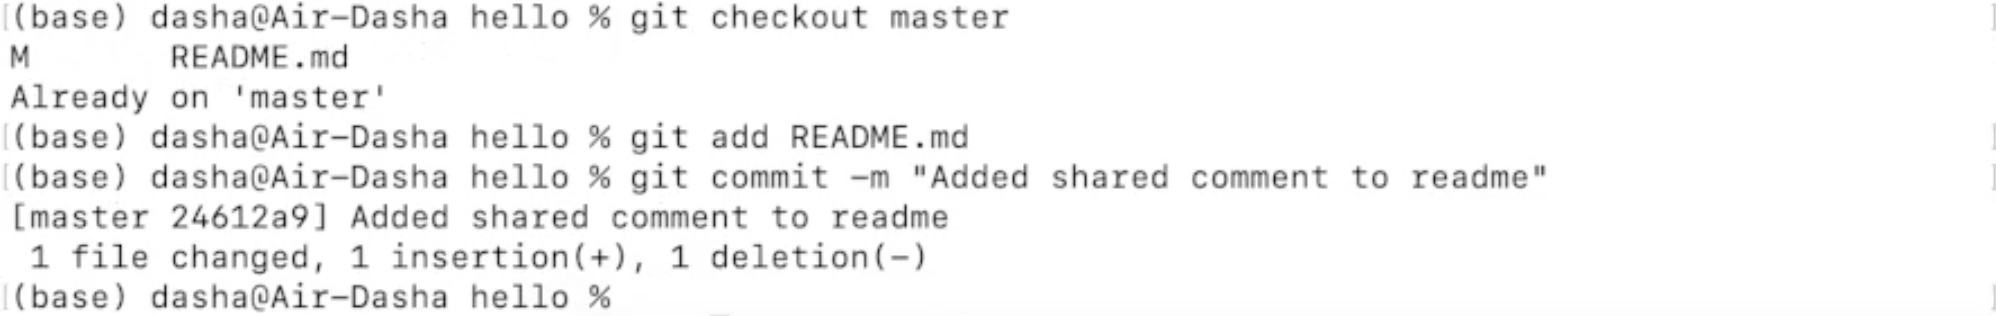 [(base) dasha@Air-Dasha hello % git checkout master ]
M       README.md
Already on 'master'
[(base) dasha@Air-Dasha hello % git add README.md ]
[(base) dasha@Air-Dasha hello % git commit -m "Added shared comment to readme" ]
[master 24612a9] Added shared comment to readme
 1 file changed, 1 insertion(+), 1 deletion(-)
[(base) dasha@Air-Dasha hello % ]